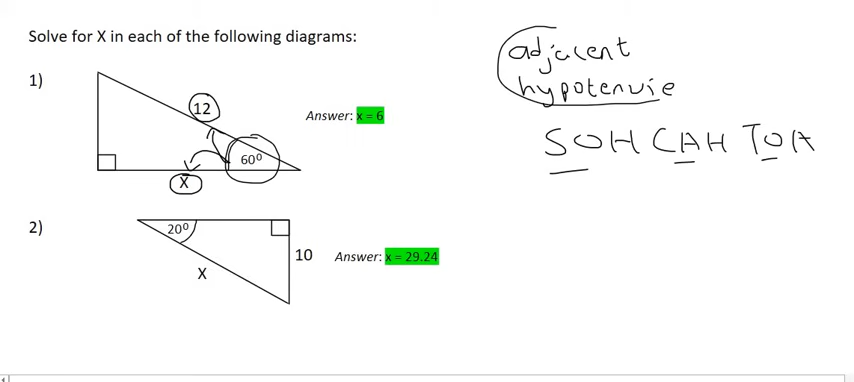 Solve for X in each of the following diagrams:
adjacent
hypotenuse
1)
12
Answer: x = 6
SOH CAH TOA
60⁰
X
2)
20⁰
10
Answer: x = 29.24
X